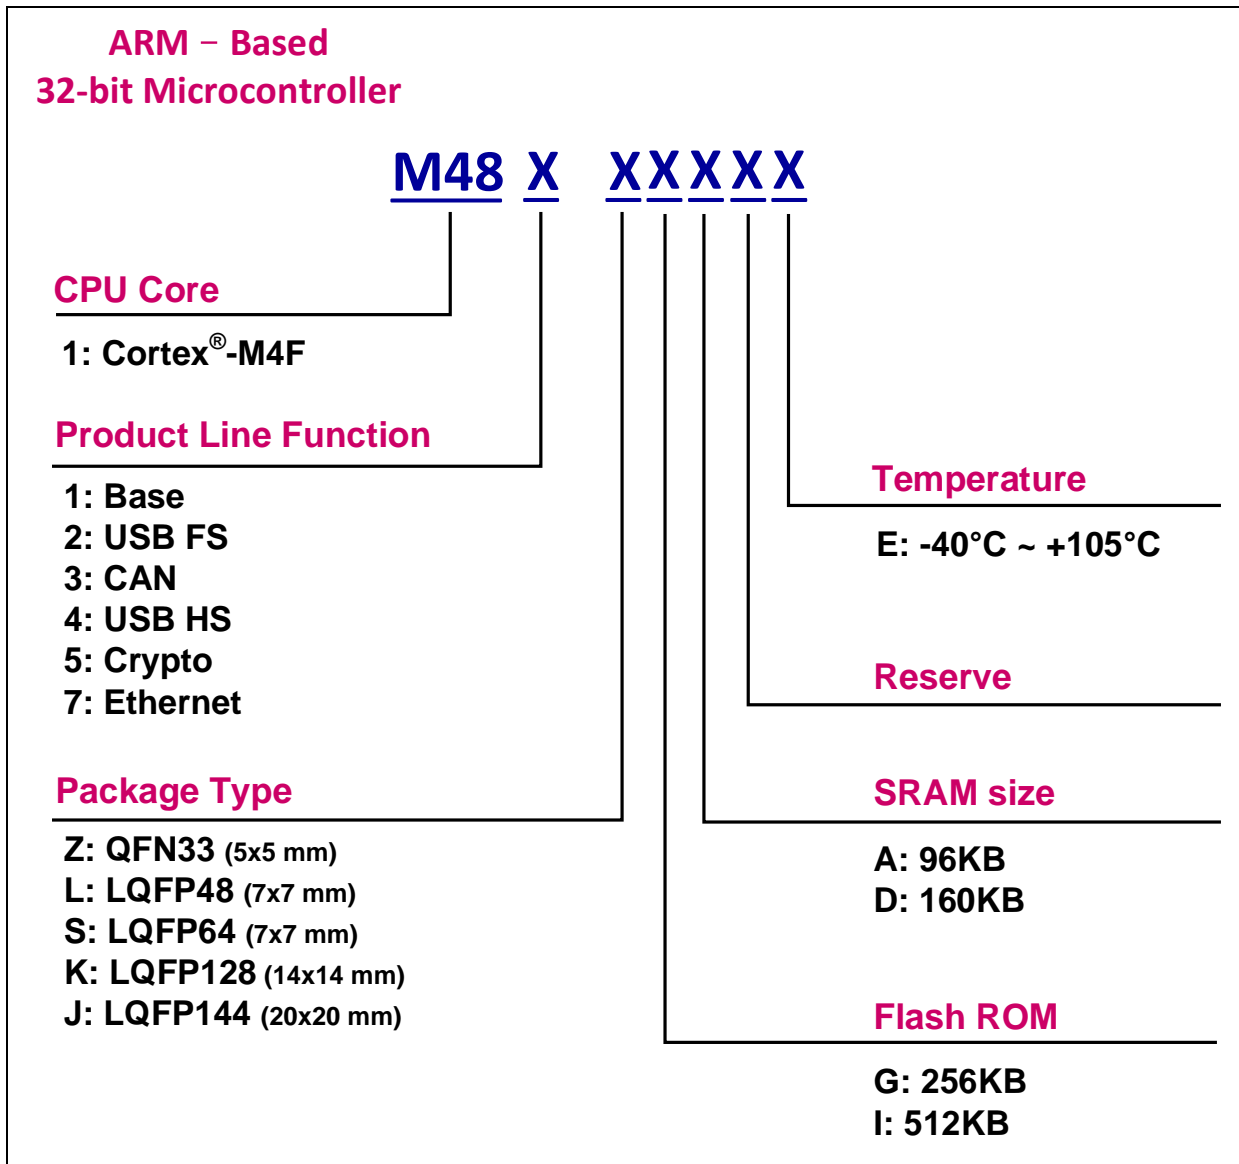 ARM – Based
32-bit Microcontroller
M48 X X X X X X
CPU Core
1: Cortex®-M4F
Product Line Function
1: Base
2: USB FS
3: CAN
4: USB HS
5: Crypto
7: Ethernet
Package Type
Z: QFN33 (5x5 mm)
L: LQFP48 (7x7 mm)
S: LQFP64 (7x7 mm)
K: LQFP128 (14x14 mm)
J: LQFP144 (20x20 mm)
Temperature
E: -40°C ~ +105°C
Reserve
SRAM size
A: 96KB
D: 160KB
Flash ROM
G: 256KB
I: 512KB